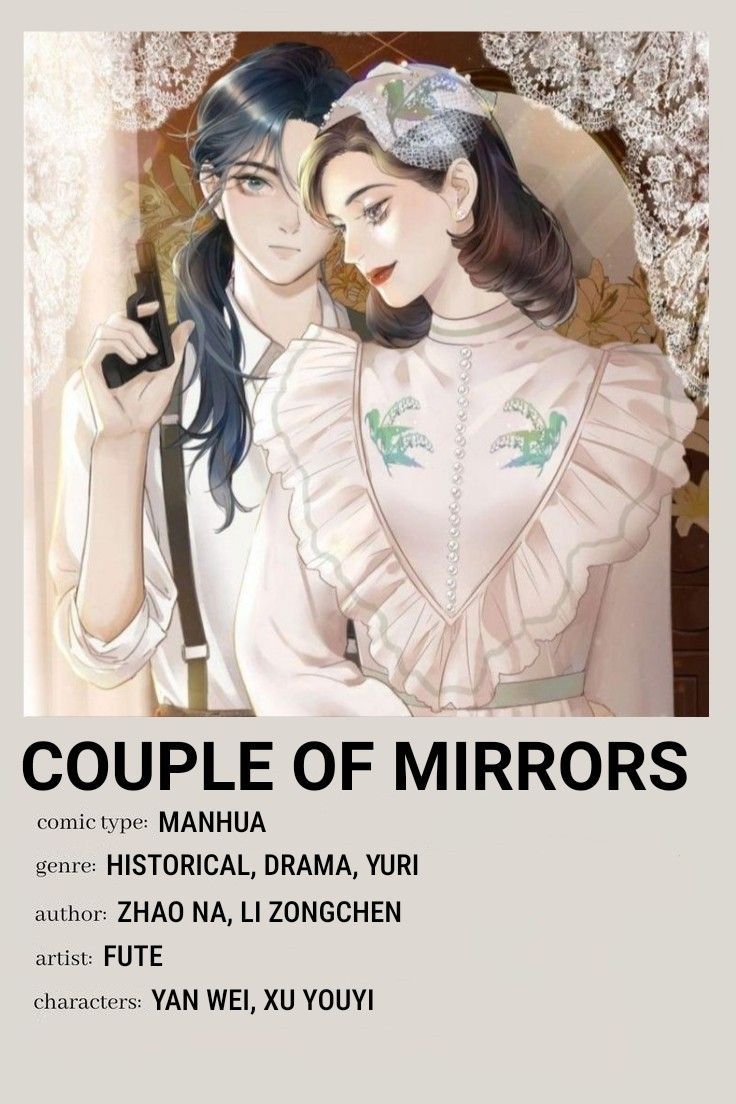 COUPLE OF MIRRORS
comic type: MANHUA
genre: HISTORICAL, DRAMA, YURI
author: ZHAO NA, LI ZONGCHEN
artist: FUTE
characters: YAN WEI, XU YOUYI